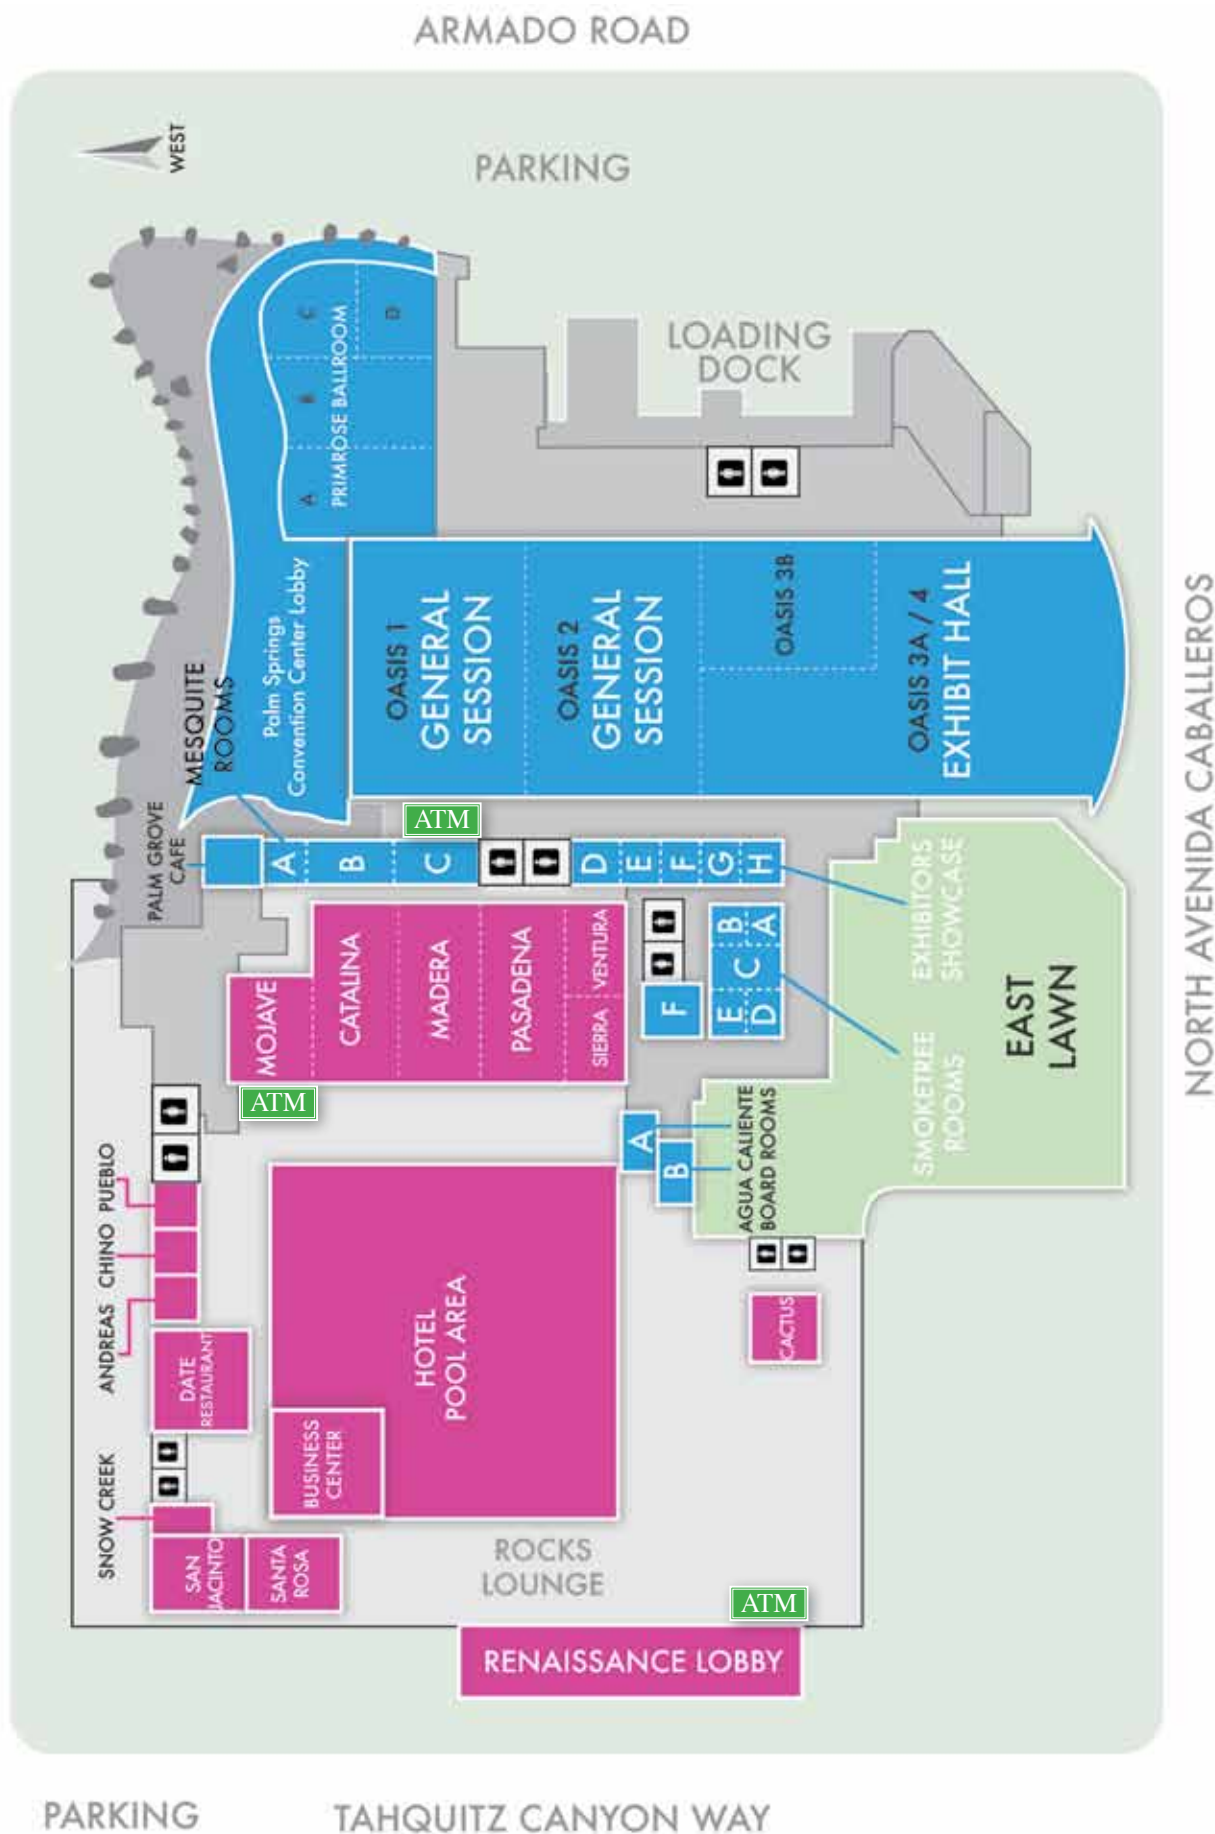 ARMADO ROAD
WEST
PARKING
LOADING
DOCK
C
D
B
A
PRIMROSE BALLROOM
Palm Springs
Convention Center Lobby
MESQUITE
ROOMS
OASIS 1
GENERAL
SESSION
OASIS 2
GENERAL
SESSION
OASIS 3B
OASIS 3A / 4
EXHIBIT HALL
NORTH AVENIDA CABALLEROS
PALM GROVE
CAFE
ATM
A
B
C
D
E
F
G
H
EXHIBITORS
SHOWCASE
MOJAVE
CATALINA
MADERA
PASADENA
VENTURA
SIERRA
F
B
A
C
E
D
SMOKETREE
ROOMS
EAST
LAWN
ATM
A
B
AGUA CALIENTE
BOARD ROOMS
PUEBLO
CHINO
ANDREAS
DATE
RESTAURANT
HOTEL
POOL AREA
BUSINESS
CENTER
CACTUS
SNOW CREEK
SAN
JACINTO
SANTA
ROSA
ROCKS
LOUNGE
ATM
RENAISSANCE LOBBY
PARKING
TAHQUITZ CANYON WAY